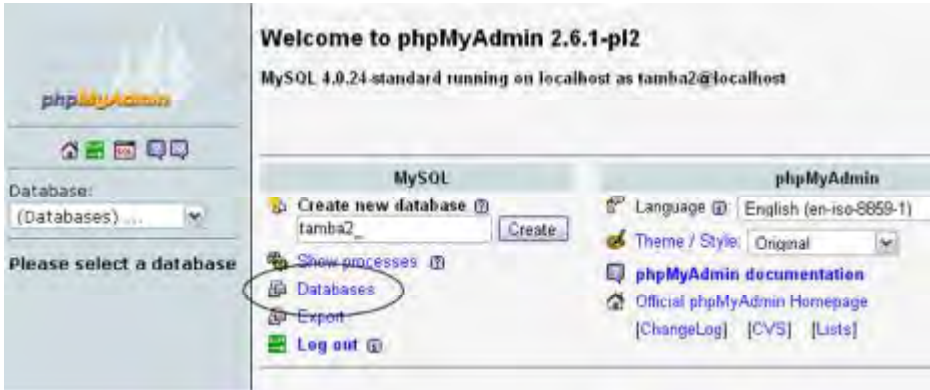 phpMyAdmin
Database:
(Databases) ...
Please select a database
Welcome to phpMyAdmin 2.6.1-pl2
MySQL 4.0.24-standard running on localhost as tamba2@localhost
MySQL
Create new database
tamba2_
Create
Show processes
Databases
Export
Log out
phpMyAdmin
Language
English (en-iso-8859-1)
Theme / Style:
Original
phpMyAdmin documentation
Official phpMyAdmin Homepage
[ChangeLog] [CVS] [Lists]